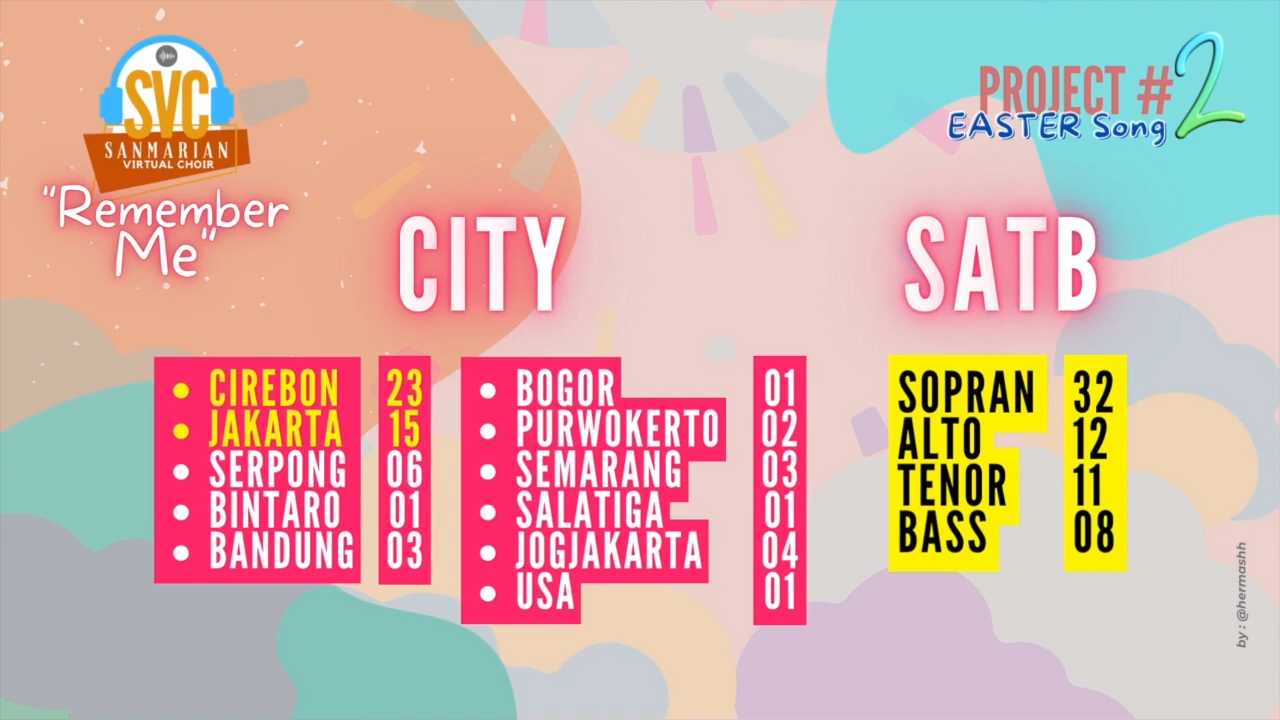 SVC
SANMARIAN
VIRTUAL CHOIR
“Remember
Me”
PROJECT #2
EASTER Song
CITY
• CIREBON 23
• JAKARTA 15
• SERPONG 06
• BINTARO 01
• BANDUNG 03
• BOGOR 01
• PURWOKERTO 02
• SEMARANG 03
• SALATIGA 01
• JOGJAKARTA 04
• USA 01
SATB
SOPRAN 32
ALTO 12
TENOR 11
BASS 08
by : @hermashh